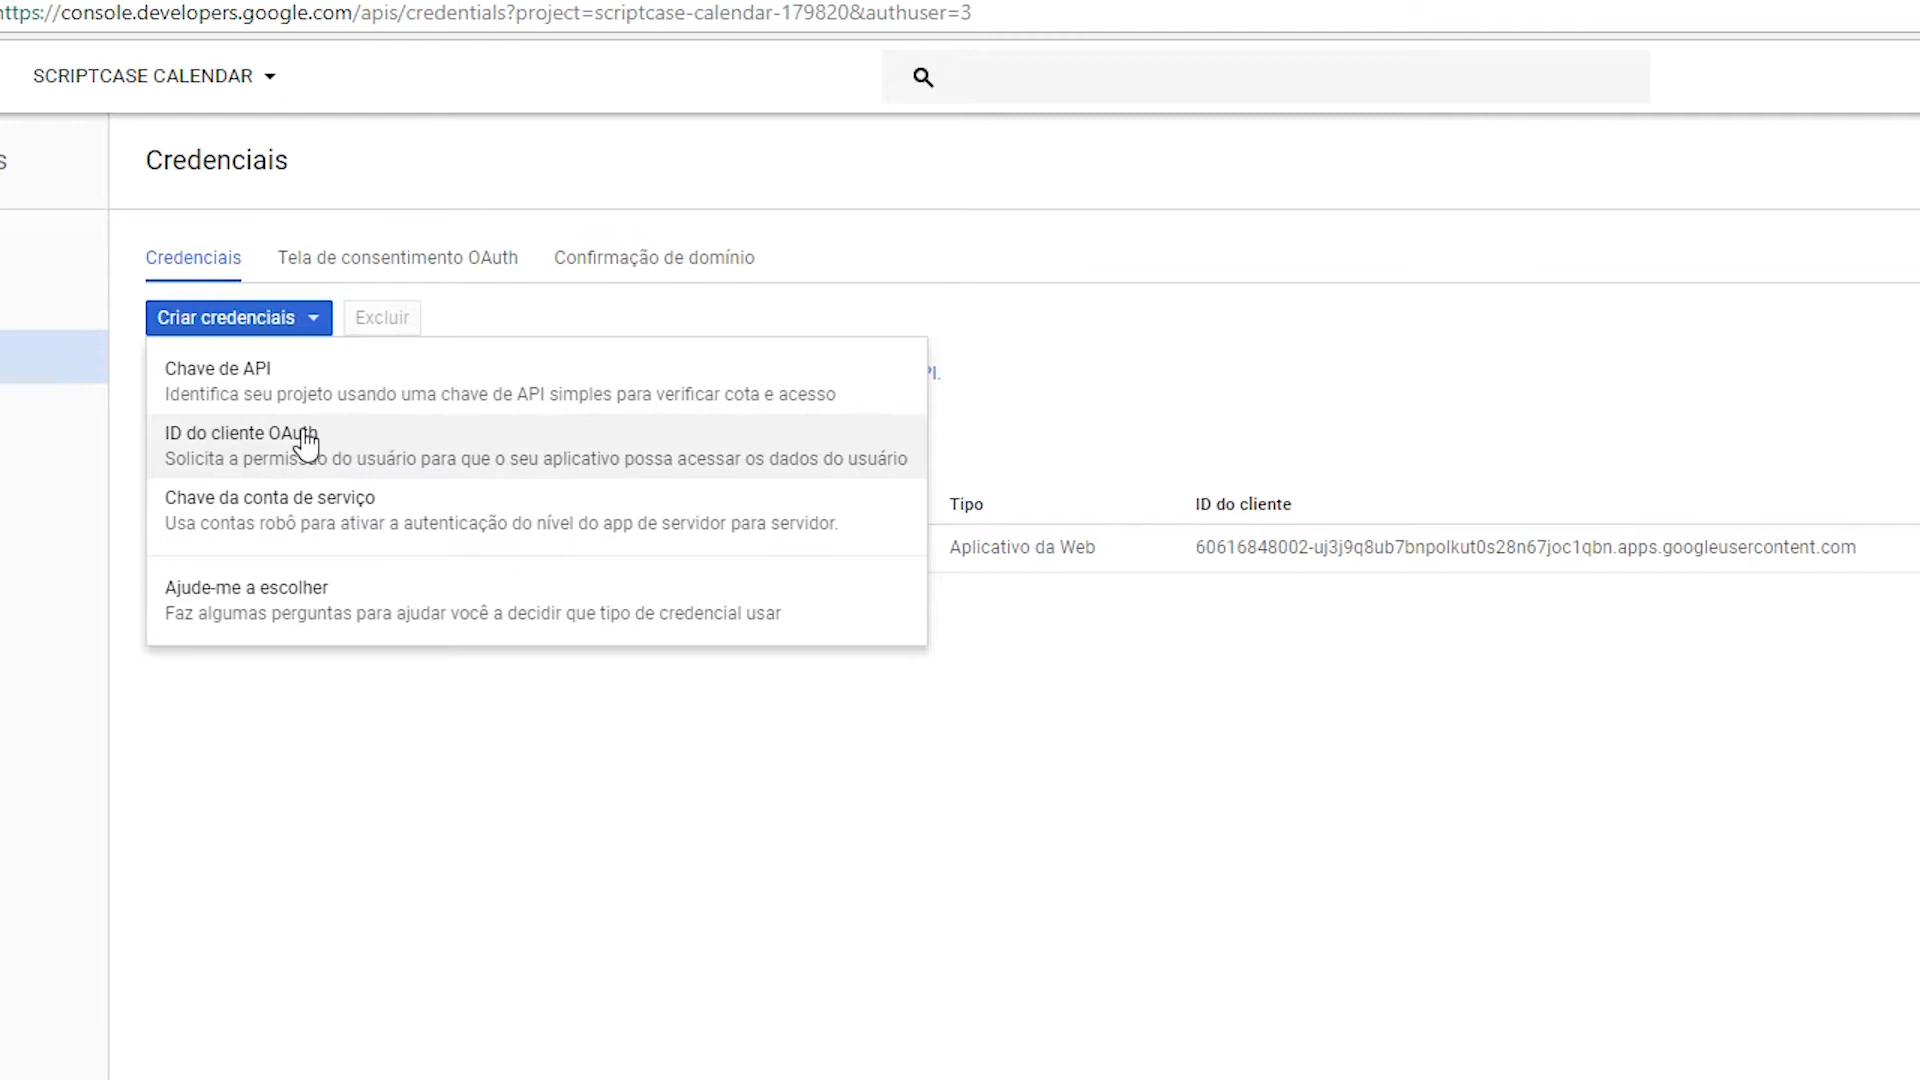 https://console.developers.google.com/apis/credentials?project=scriptcase-calendar-179820&authuser=3
SCRIPTCASE CALENDAR
S
Credenciais
Credenciais
Tela de consentimento OAuth
Confirmação de domínio
Criar credenciais
Excluir
Chave de API
Identifica seu projeto usando uma chave de API simples para verificar cota e acesso
PI.
ID do cliente OAuth
Solicita a permissão do usuário para que o seu aplicativo possa acessar os dados do usuário
Chave da conta de serviço
Usa contas robô para ativar a autenticação do nível do app de servidor para servidor.
Ajude-me a escolher
Faz algumas perguntas para ajudar você a decidir que tipo de credencial usar
Tipo
ID do cliente
Aplicativo da Web
60616848002-uj3j9q8ub7bnpolkut0s28n67joc1qbn.apps.googleusercontent.com